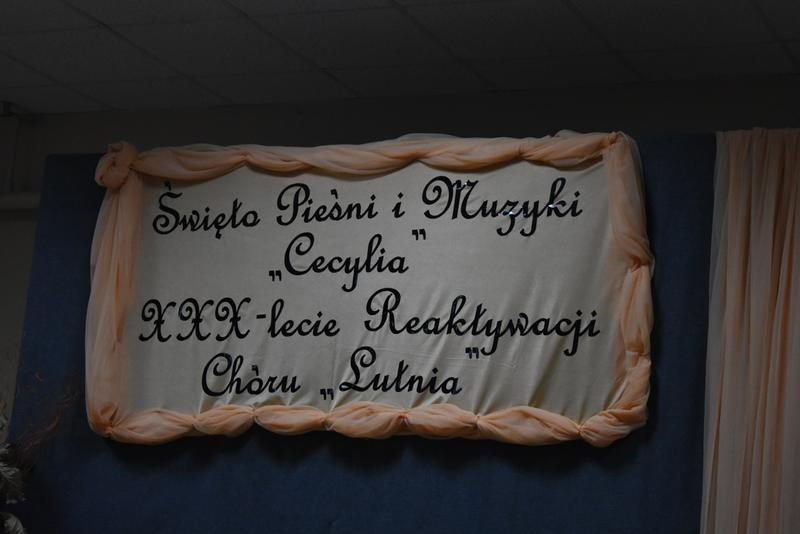 Święto Pieśni i Muzyki
„Cecylia”
XXX-lecie Reaktywacji
Chóru „Lutnia”